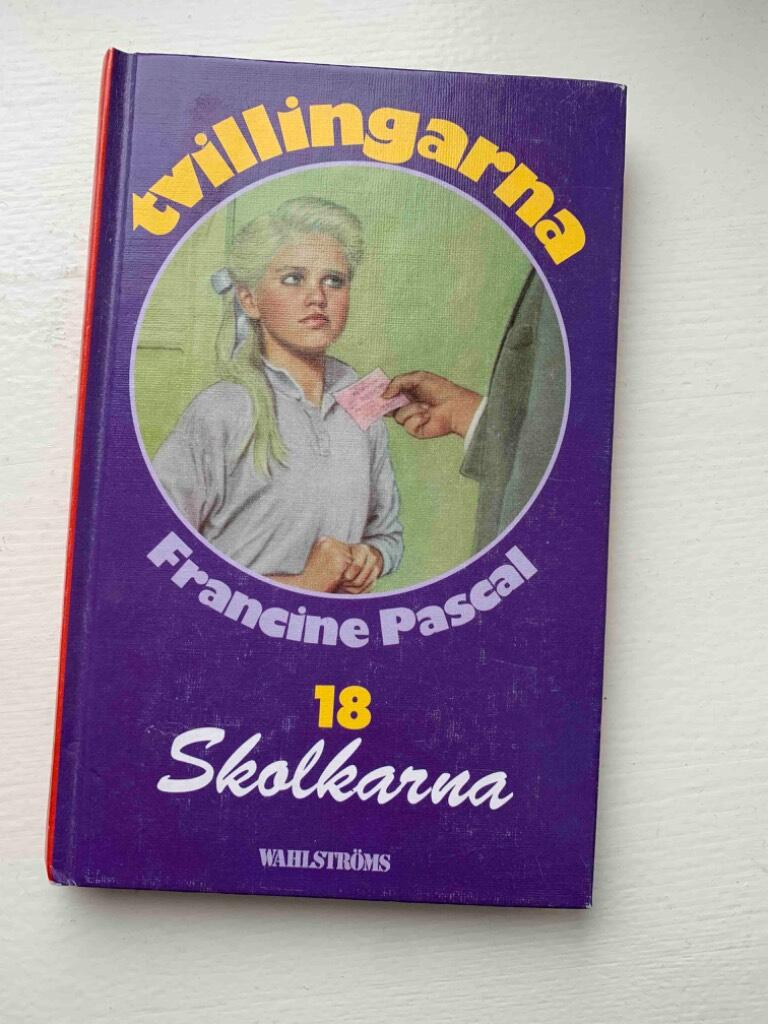 tvillingarna
Francine Pascal
18
Skolkarna
WAHLSTRÖMS